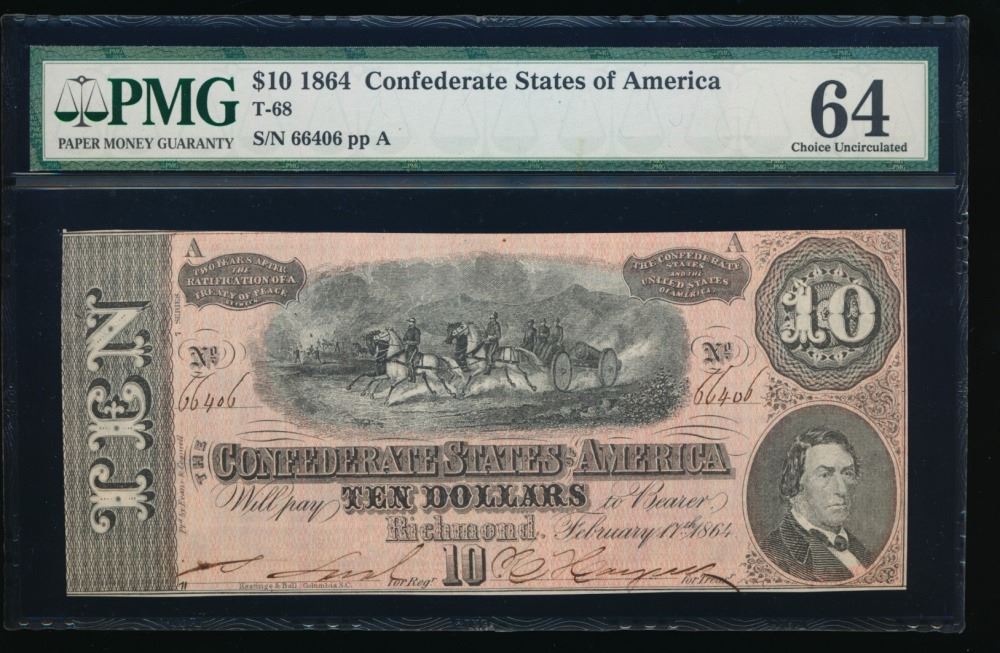 PMG
PAPER MONEY GUARANTY
$10 1864 Confederate States of America
T-68
S/N 66406 pp A
64
Choice Uncirculated
A
A
TWO YEARS AFTER
THE
RATIFICATION OF A
TREATY OF PEACE
BETWEEN
THE CONFEDERATE
STATES
AND THE
UNITED STATES
OF AMERICA.
10
SERIES
No
66406
No
66406
TEN
THE
CONFEDERATE STATES OF AMERICA
Will pay TEN DOLLARS to Bearer
Richmond. February 17th, 1864
10
for Regr.
for Treasr
Keatinge & Ball Columbia S.C.
H